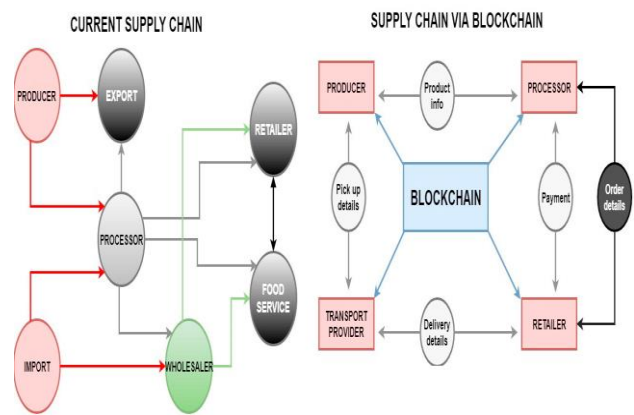 CURRENT SUPPLY CHAIN
PRODUCER
EXPORT
RETAILER
PROCESSOR
FOOD
SERVICE
IMPORT
WHOLESALER
SUPPLY CHAIN VIA BLOCKCHAIN
PRODUCER
Product
info
PROCESSOR
Pick up
details
BLOCKCHAIN
Payment
Order
details
TRANSPORT
PROVIDER
Delivery
details
RETAILER